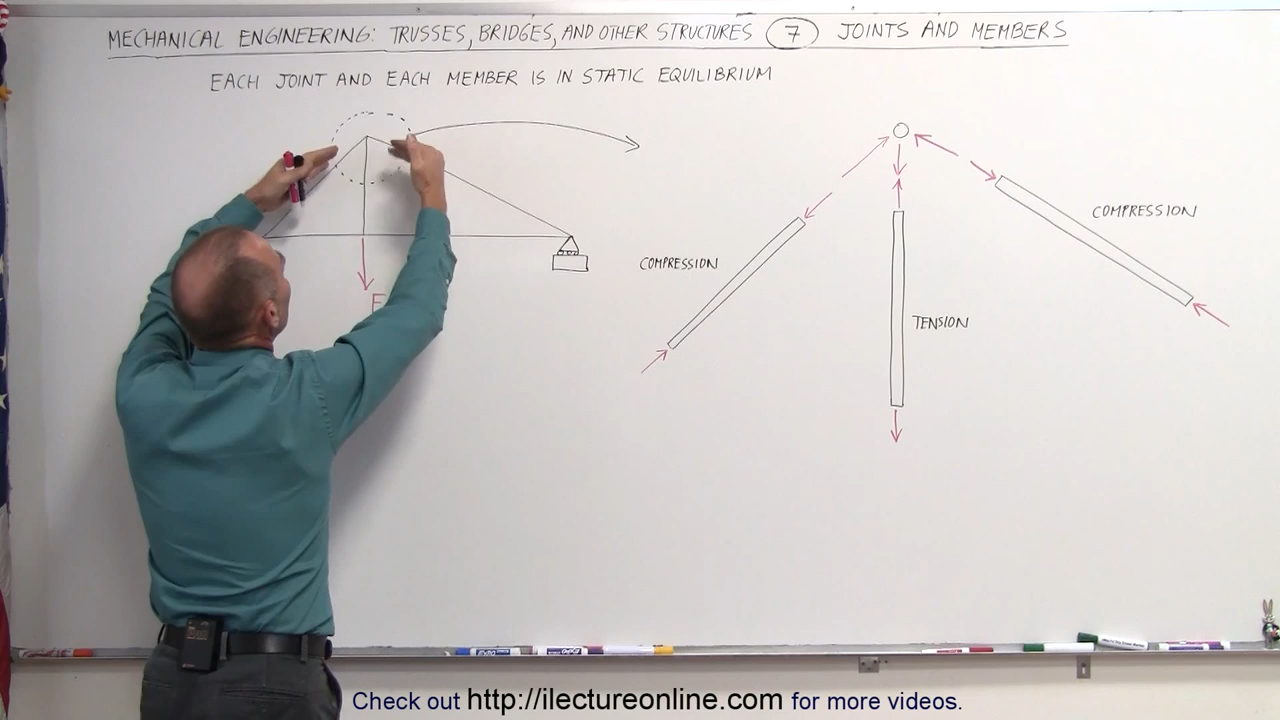 MECHANICAL ENGINEERING: TRUSSES, BRIDGES, AND OTHER STRUCTURES 7 JOINTS AND MEMBERS
EACH JOINT AND EACH MEMBER IS IN STATIC EQUILIBRIUM
F
COMPRESSION
COMPRESSION
TENSION
Check out http://ilectureonline.com for more videos.